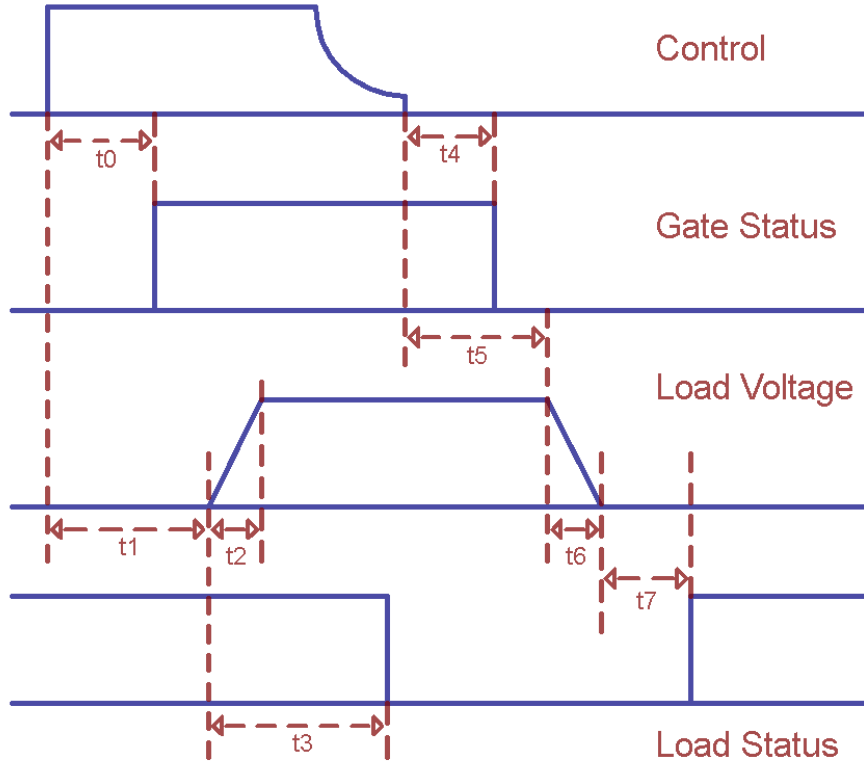 Control
t0
t4
Gate Status
t5
Load Voltage
t1
t2
t6
t7
t3
Load Status